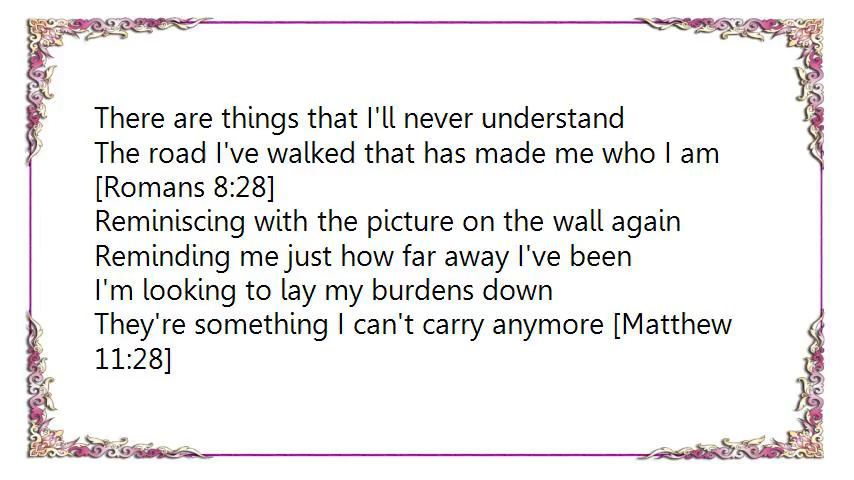 There are things that I'll never understand
The road I've walked that has made me who I am
[Romans 8:28]
Reminiscing with the picture on the wall again
Reminding me just how far away I've been
I'm looking to lay my burdens down
They're something I can't carry anymore [Matthew
11:28]